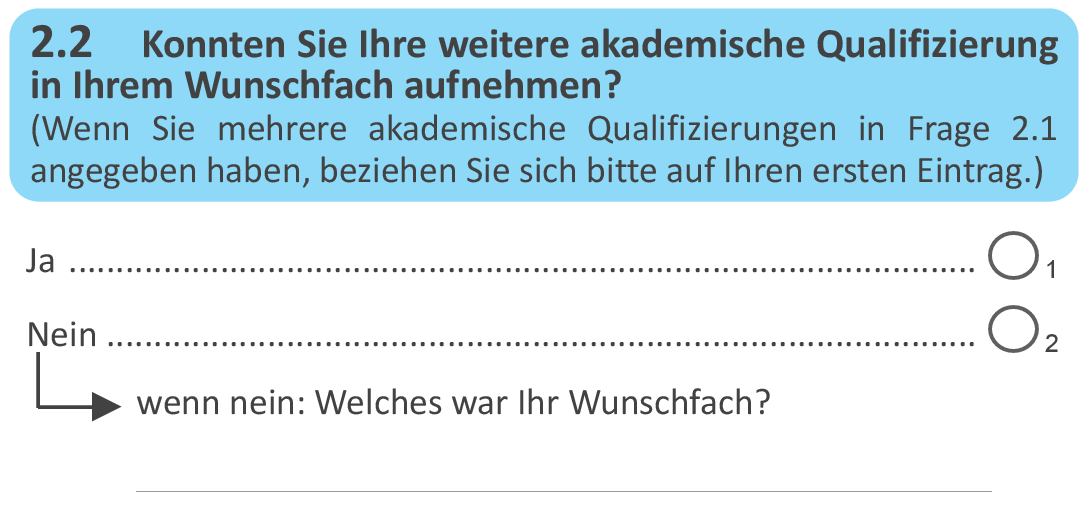 2.2 Konnten Sie Ihre weitere akademische Qualifizierung
in Ihrem Wunschfach aufnehmen?
(Wenn Sie mehrere akademische Qualifizierungen in Frage 2.1
angegeben haben, beziehen Sie sich bitte auf Ihren ersten Eintrag.)
Ja ................................................................................................ 1
Nein ............................................................................................ 2
wenn nein: Welches war Ihr Wunschfach?